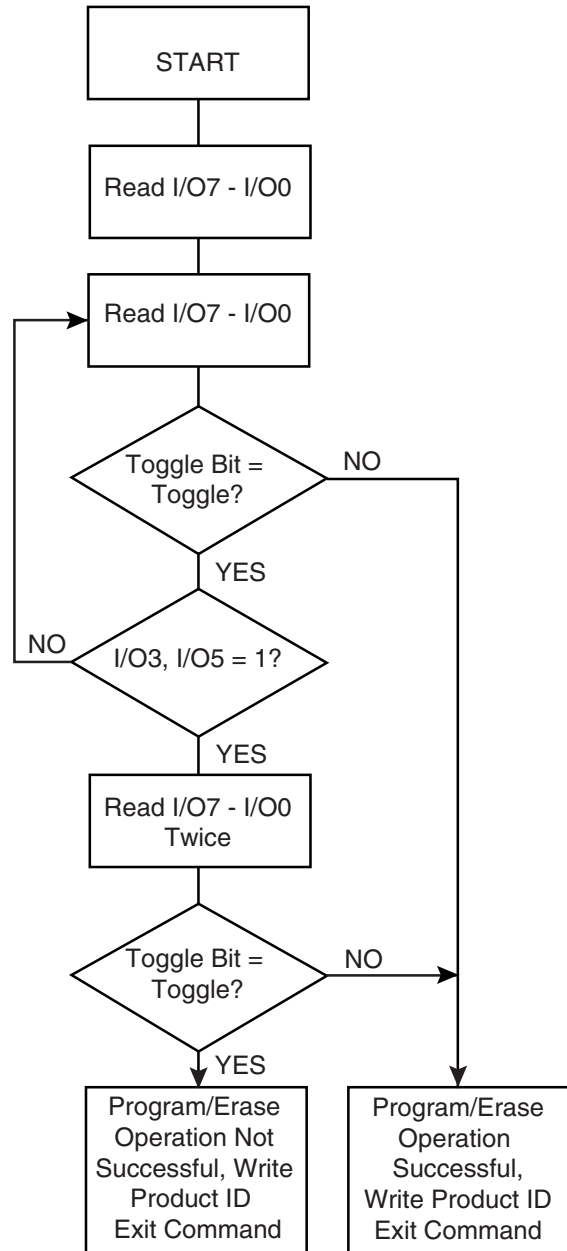 START
Read I/O7 - I/O0
Read I/O7 - I/O0
Toggle Bit =
Toggle?
NO
YES
NO
I/O3, I/O5 = 1?
YES
Read I/O7 - I/O0
Twice
Toggle Bit =
Toggle?
NO
YES
Program/Erase
Operation Not
Successful, Write
Product ID
Exit Command
Program/Erase
Operation
Successful,
Write Product ID
Exit Command